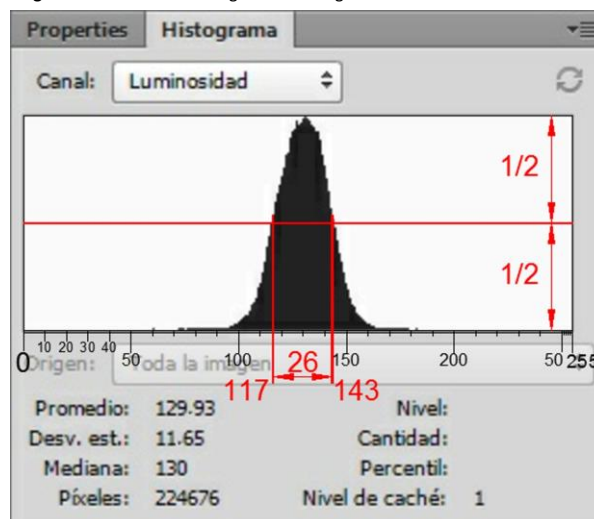 Properties Histograma
Canal: Luminosidad
1/2
1/2
0 10 20 30 40 50 100 150 200 50 255
Origen: Toda la imagen 26
117 143
Promedio: 129.93 Nivel:
Desv. est.: 11.65 Cantidad:
Mediana: 130 Percentil:
Píxeles: 224676 Nivel de caché: 1